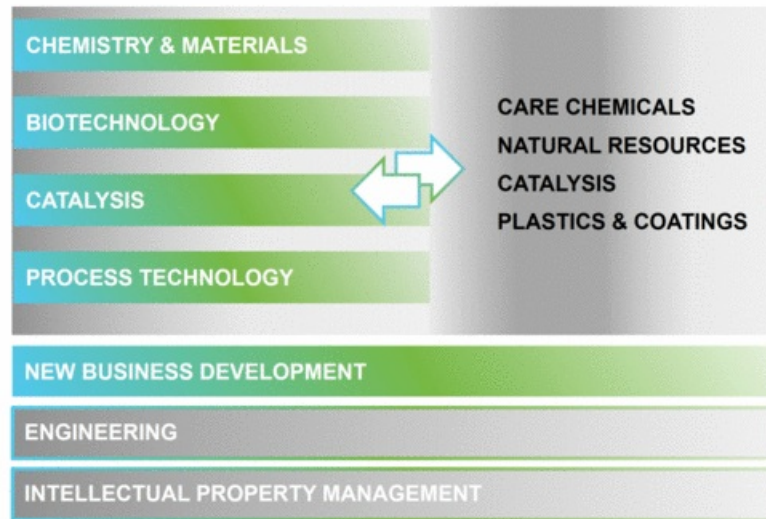 CHEMISTRY & MATERIALS
BIOTECHNOLOGY
CATALYSIS
PROCESS TECHNOLOGY
CARE CHEMICALS
NATURAL RESOURCES
CATALYSIS
PLASTICS & COATINGS
NEW BUSINESS DEVELOPMENT
ENGINEERING
INTELLECTUAL PROPERTY MANAGEMENT